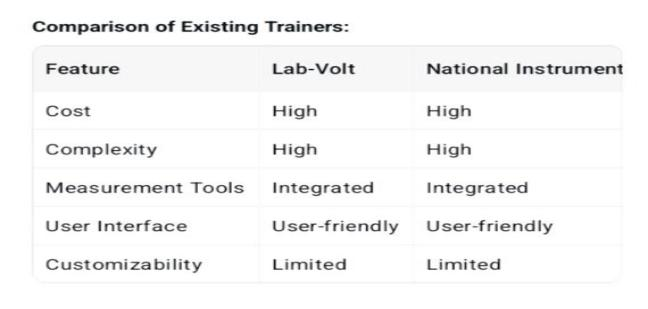 Comparison of Existing Trainers:
Feature Lab-Volt National Instrument
Cost High High
Complexity High High
Measurement Tools Integrated Integrated
User Interface User-friendly User-friendly
Customizability Limited Limited